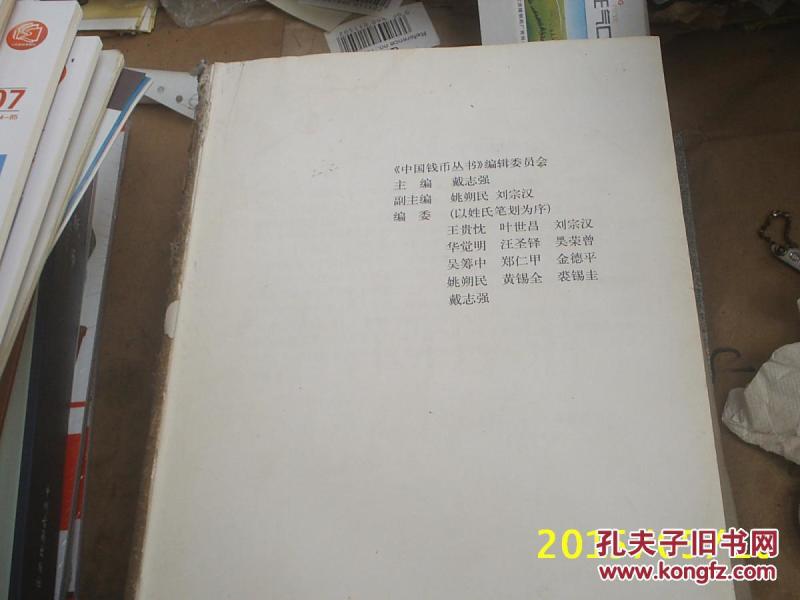 《中国钱币丛书》编辑委员会
主 编 戴志强
副主编 姚朔民 刘宗汉
编 委 (以姓氏笔划为序)
王贵忱 叶世昌 刘宗汉
华觉明 汪圣铎 吴荣曾
吴筹中 郑仁甲 金德平
姚朔民 黄锡全 裘锡圭
戴志强
07
孔夫子旧书网
www.kongfz.com